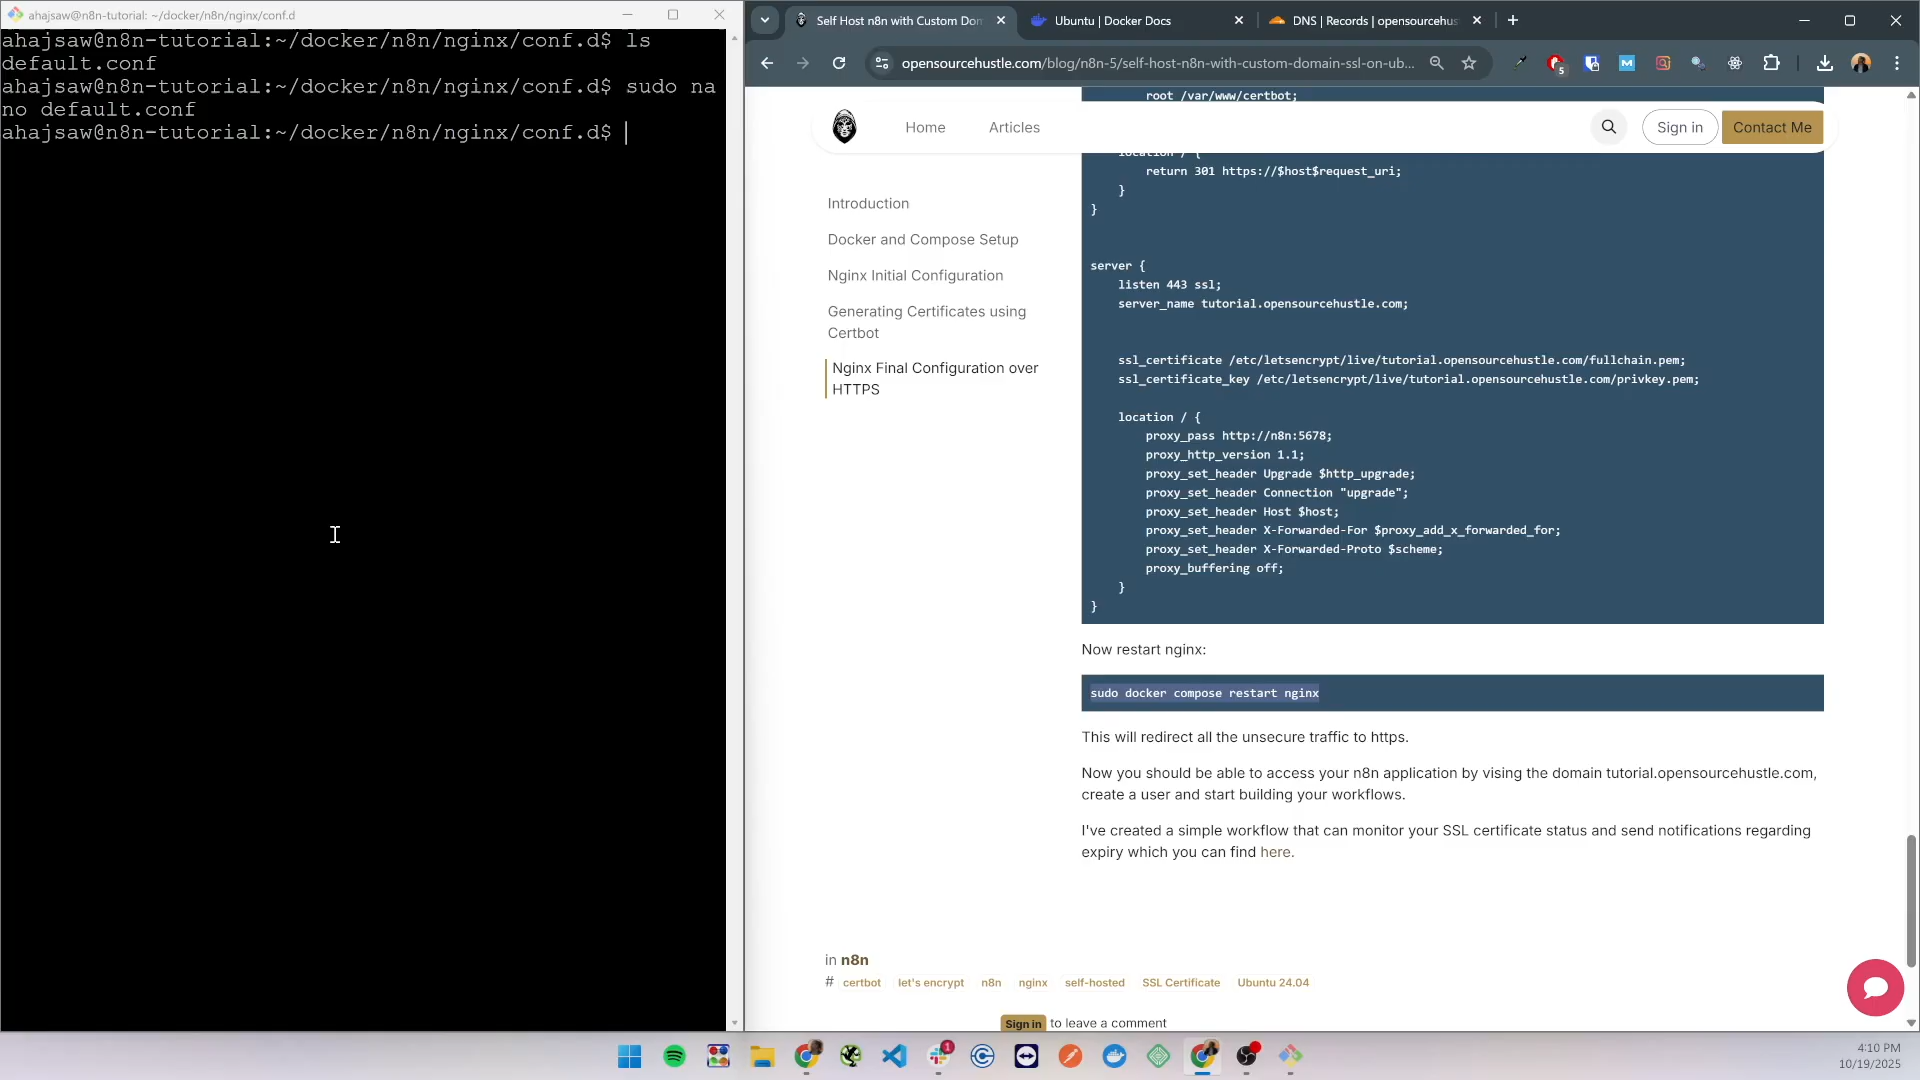 ahajsaw@n8n-tutorial: ~/docker/n8n/nginx/conf.d
ahajsaw@n8n-tutorial:~/docker/n8n/nginx/conf.d$ ls
default.conf
ahajsaw@n8n-tutorial:~/docker/n8n/nginx/conf.d$ sudo na
no default.conf
ahajsaw@n8n-tutorial:~/docker/n8n/nginx/conf.d$
Self Host n8n with Custom Don
Ubuntu | Docker Docs
DNS | Records | opensourcehus
opensourcehustle.com/blog/n8n-5/self-host-n8n-with-custom-domain-ssl-on-ub...
5
root /var/www/certbot;
Home
Articles
Sign in
Contact Me
location / {
return 301 https://$host$request_uri;
}
}
Introduction
Docker and Compose Setup
Nginx Initial Configuration
Generating Certificates using
Certbot
Nginx Final Configuration over
HTTPS
server {
listen 443 ssl;
server_name tutorial.opensourcehustle.com;
ssl_certificate /etc/letsencrypt/live/tutorial.opensourcehustle.com/fullchain.pem;
ssl_certificate_key /etc/letsencrypt/live/tutorial.opensourcehustle.com/privkey.pem;
location / {
proxy_pass http://n8n:5678;
proxy_http_version 1.1;
proxy_set_header Upgrade $http_upgrade;
proxy_set_header Connection "upgrade";
proxy_set_header Host $host;
proxy_set_header X-Forwarded-For $proxy_add_x_forwarded_for;
proxy_set_header X-Forwarded-Proto $scheme;
proxy_buffering off;
}
}
Now restart nginx:
sudo docker compose restart nginx
This will redirect all the unsecure traffic to https.
Now you should be able to access your n8n application by vising the domain tutorial.opensourcehustle.com,
create a user and start building your workflows.
I've created a simple workflow that can monitor your SSL certificate status and send notifications regarding
expiry which you can find here.
in n8n
# certbot let's encrypt n8n nginx self-hosted SSL Certificate Ubuntu 24.04
Sign in to leave a comment
1
4:10 PM
10/19/2025